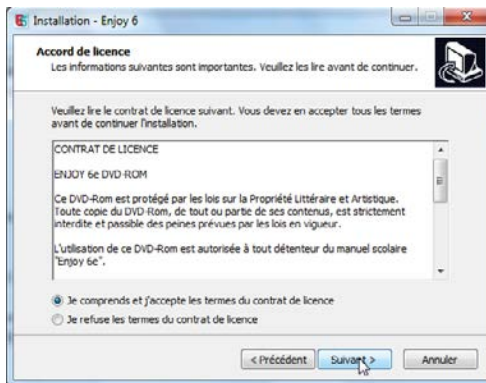 Installation - Enjoy 6
Accord de licence
Les informations suivantes sont importantes. Veuillez les lire avant de continuer.
Veuillez lire le contrat de licence suivant. Vous devez en accepter tous les termes
avant de continuer l'installation.
CONTRAT DE LICENCE
ENJOY 6e DVD-ROM
Ce DVD-Rom est protégé par les lois sur la Propriété Littéraire et Artistique.
Toute copie du DVD-Rom, de tout ou partie de ses contenus, est strictement
interdite et passible des peines prévues par les lois en vigueur.
L'utilisation de ce DVD-Rom est autorisée à tout détenteur du manuel scolaire
"Enjoy 6e".
Je comprends et j'accepte les termes du contrat de licence
Je refuse les termes du contrat de licence
< Précédent Suivant > Annuler